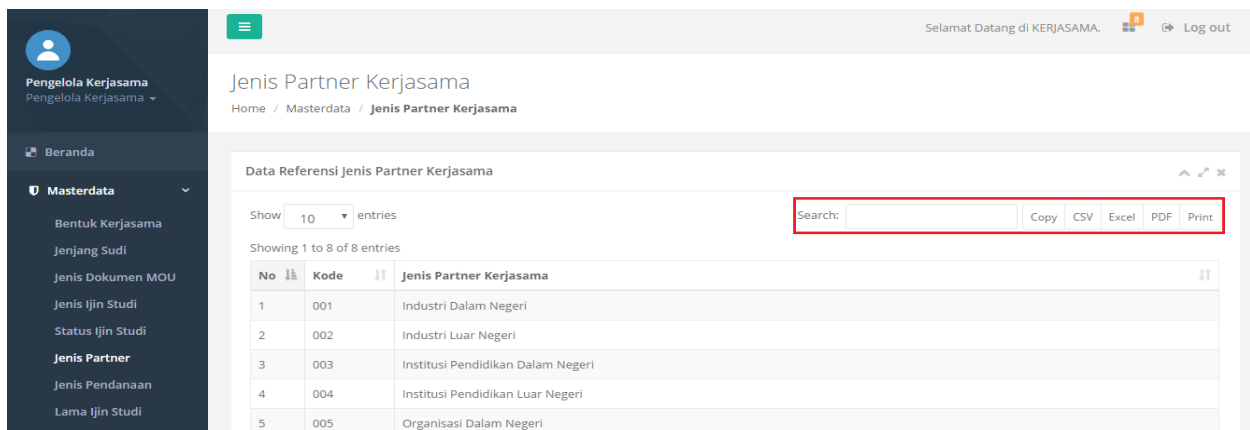 Pengelola Kerjasama
Pengelola Kerjasama
Beranda
Masterdata
Bentuk Kerjasama
Jenjang Sudi
Jenis Dokumen MOU
Jenis Ijin Studi
Status Ijin Studi
Jenis Partner
Jenis Pendanaan
Lama Ijin Studi
Selamat Datang di KERJASAMA. 8 Log out
Jenis Partner Kerjasama
Home / Masterdata / Jenis Partner Kerjasama
Data Referensi Jenis Partner Kerjasama
Show 10 entries Search: Copy CSV Excel PDF Print
Showing 1 to 8 of 8 entries
No Kode Jenis Partner Kerjasama
1 001 Industri Dalam Negeri
2 002 Industri Luar Negeri
3 003 Institusi Pendidikan Dalam Negeri
4 004 Institusi Pendidikan Luar Negeri
5 005 Organisasi Dalam Negeri